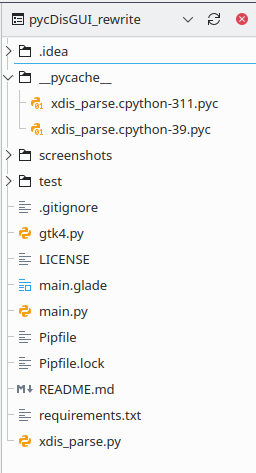 pycDisGUI_rewrite
.idea
__pycache__
xdis_parse.cpython-311.pyc
xdis_parse.cpython-39.pyc
screenshots
test
.gitignore
gtk4.py
LICENSE
main.glade
main.py
Pipfile
Pipfile.lock
README.md
requirements.txt
xdis_parse.py